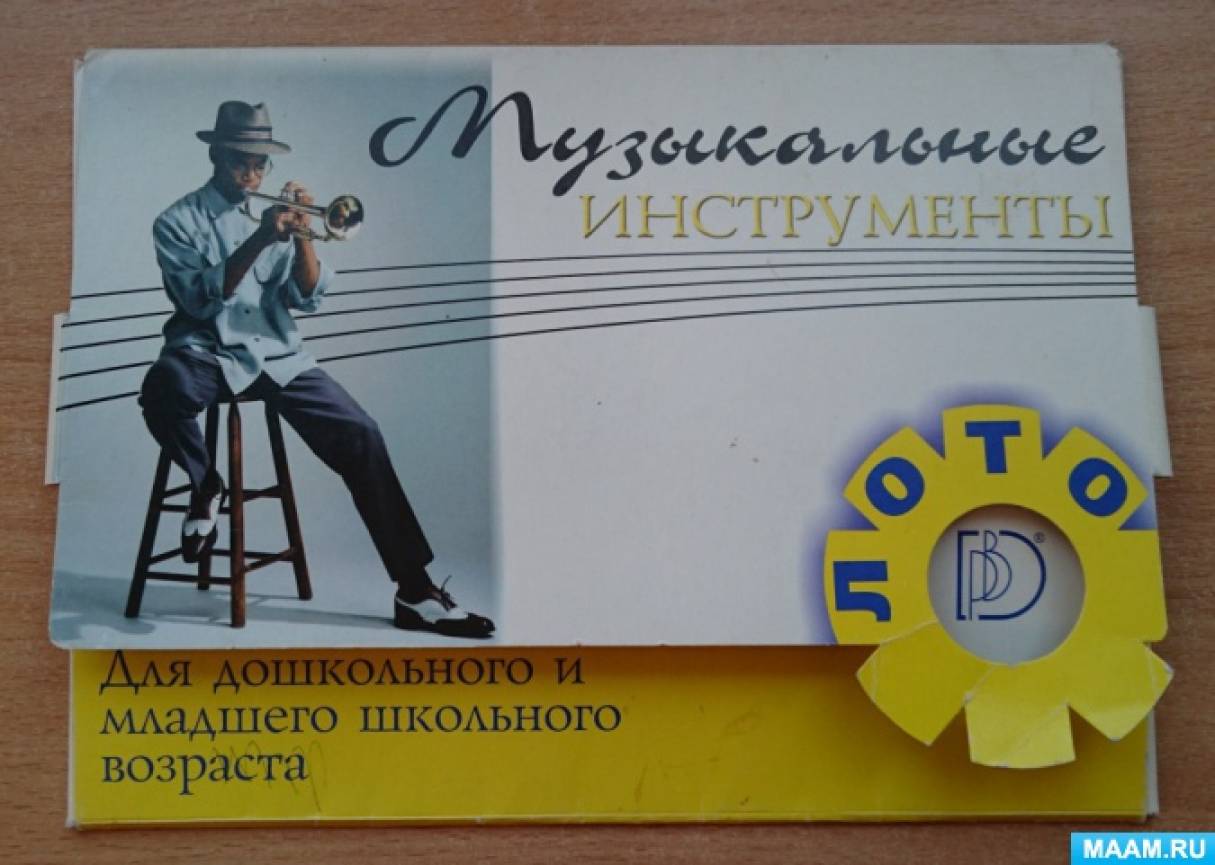 Музыкальные
ИНСТРУМЕНТЫ
ЛОТО
Для дошкольного и
младшего школьного
возраста
MAAM.RU